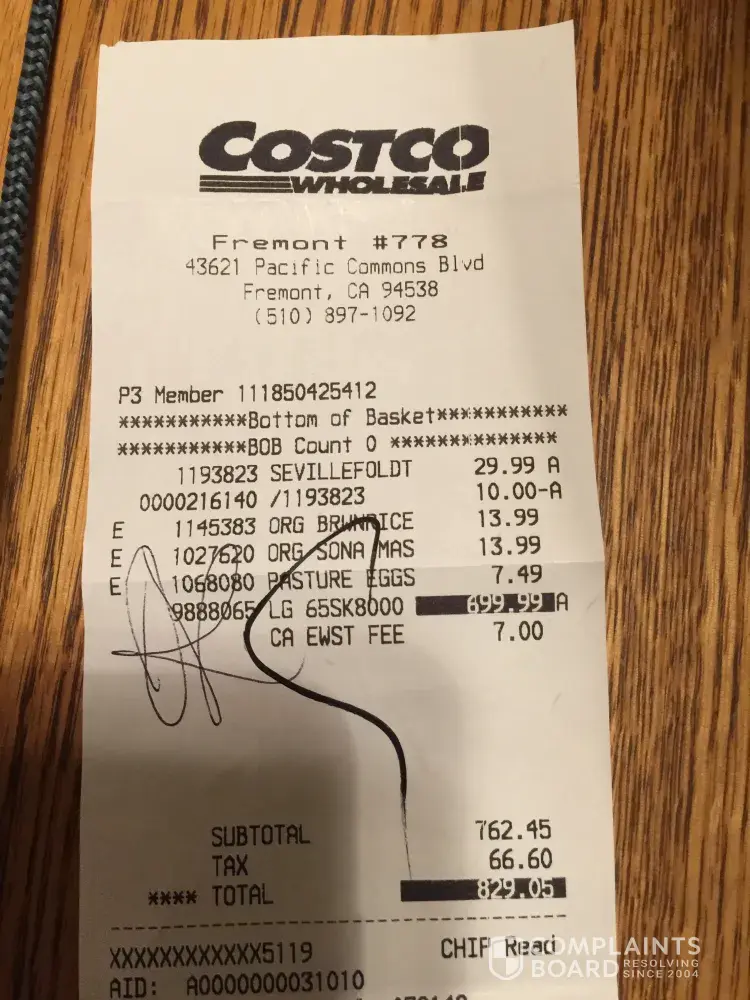 COSTCO
WHOLESALE
Fremont #778
43621 Pacific Commons Blvd
Fremont, CA 94538
(510) 897-1092
P3 Member 111850425412
***********Bottom of Basket***********
***********BOB Count 0 **************
1193823 SEVILLEFOLDT 29.99 A
0000216140 /1193823 10.00-A
E 1145383 ORG BRWNRICE 13.99
E 1027620 ORG SONA MAS 13.99
E 1068080 PASTURE EGGS 7.49
9888065 LG 65SK8000 699.99 A
CA EWST FEE 7.00
SUBTOTAL 762.45
TAX 66.60
**** TOTAL 829.05
XXXXXXXXXXXX5119 CHIP Read
AID: A0000000031010
COMPLAINTS
BOARD RESOLVING
SINCE 2004